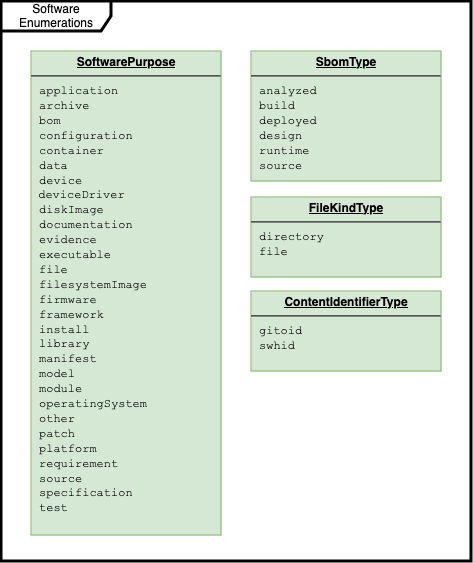 Software
Enumerations
SoftwarePurpose
application
archive
bom
configuration
container
data
device
deviceDriver
diskImage
documentation
evidence
executable
file
filesystemImage
firmware
framework
install
library
manifest
model
module
operatingSystem
other
patch
platform
requirement
source
specification
test
SbomType
analyzed
build
deployed
design
runtime
source
FileKindType
directory
file
ContentIdentifierType
gitoid
swhid